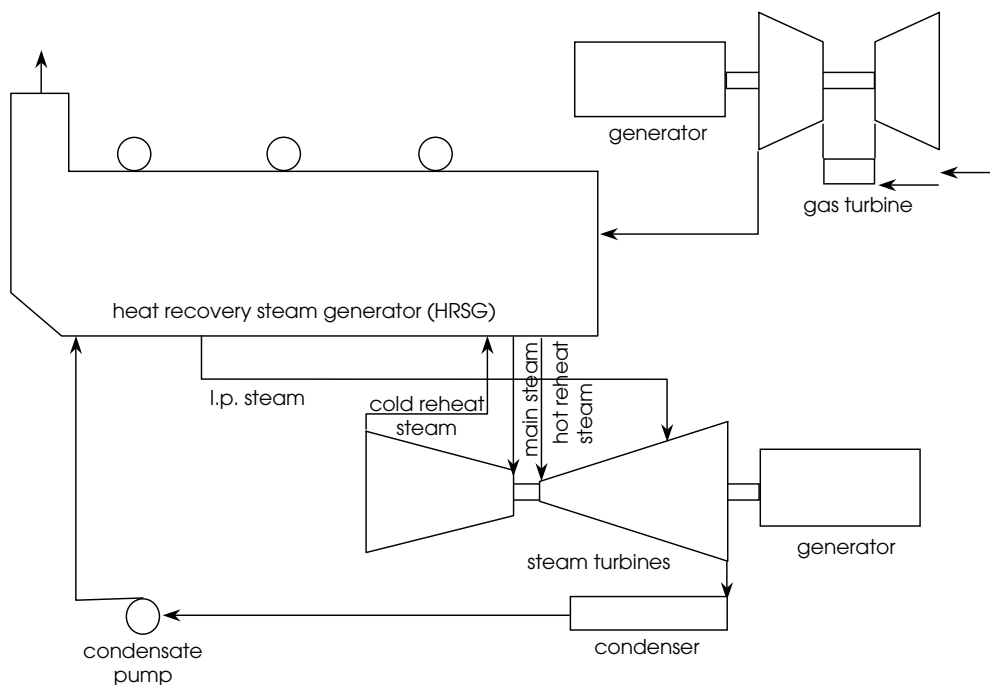 generator
gas turbine
heat recovery steam generator (HRSG)
l.p. steam
cold reheat
steam
main steam
hot reheat
steam
steam turbines
generator
condenser
condensate
pump